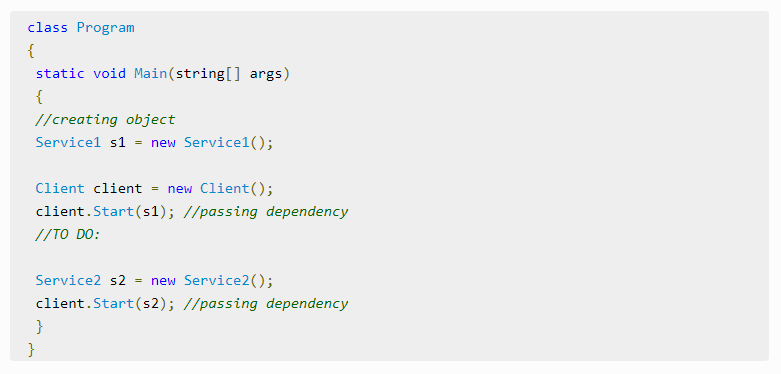 class Program
{
static void Main(string[] args)
{
//creating object
Service1 s1 = new Service1();
Client client = new Client();
client.Start(s1); //passing dependency
//TO DO:
Service2 s2 = new Service2();
client.Start(s2); //passing dependency
}
}